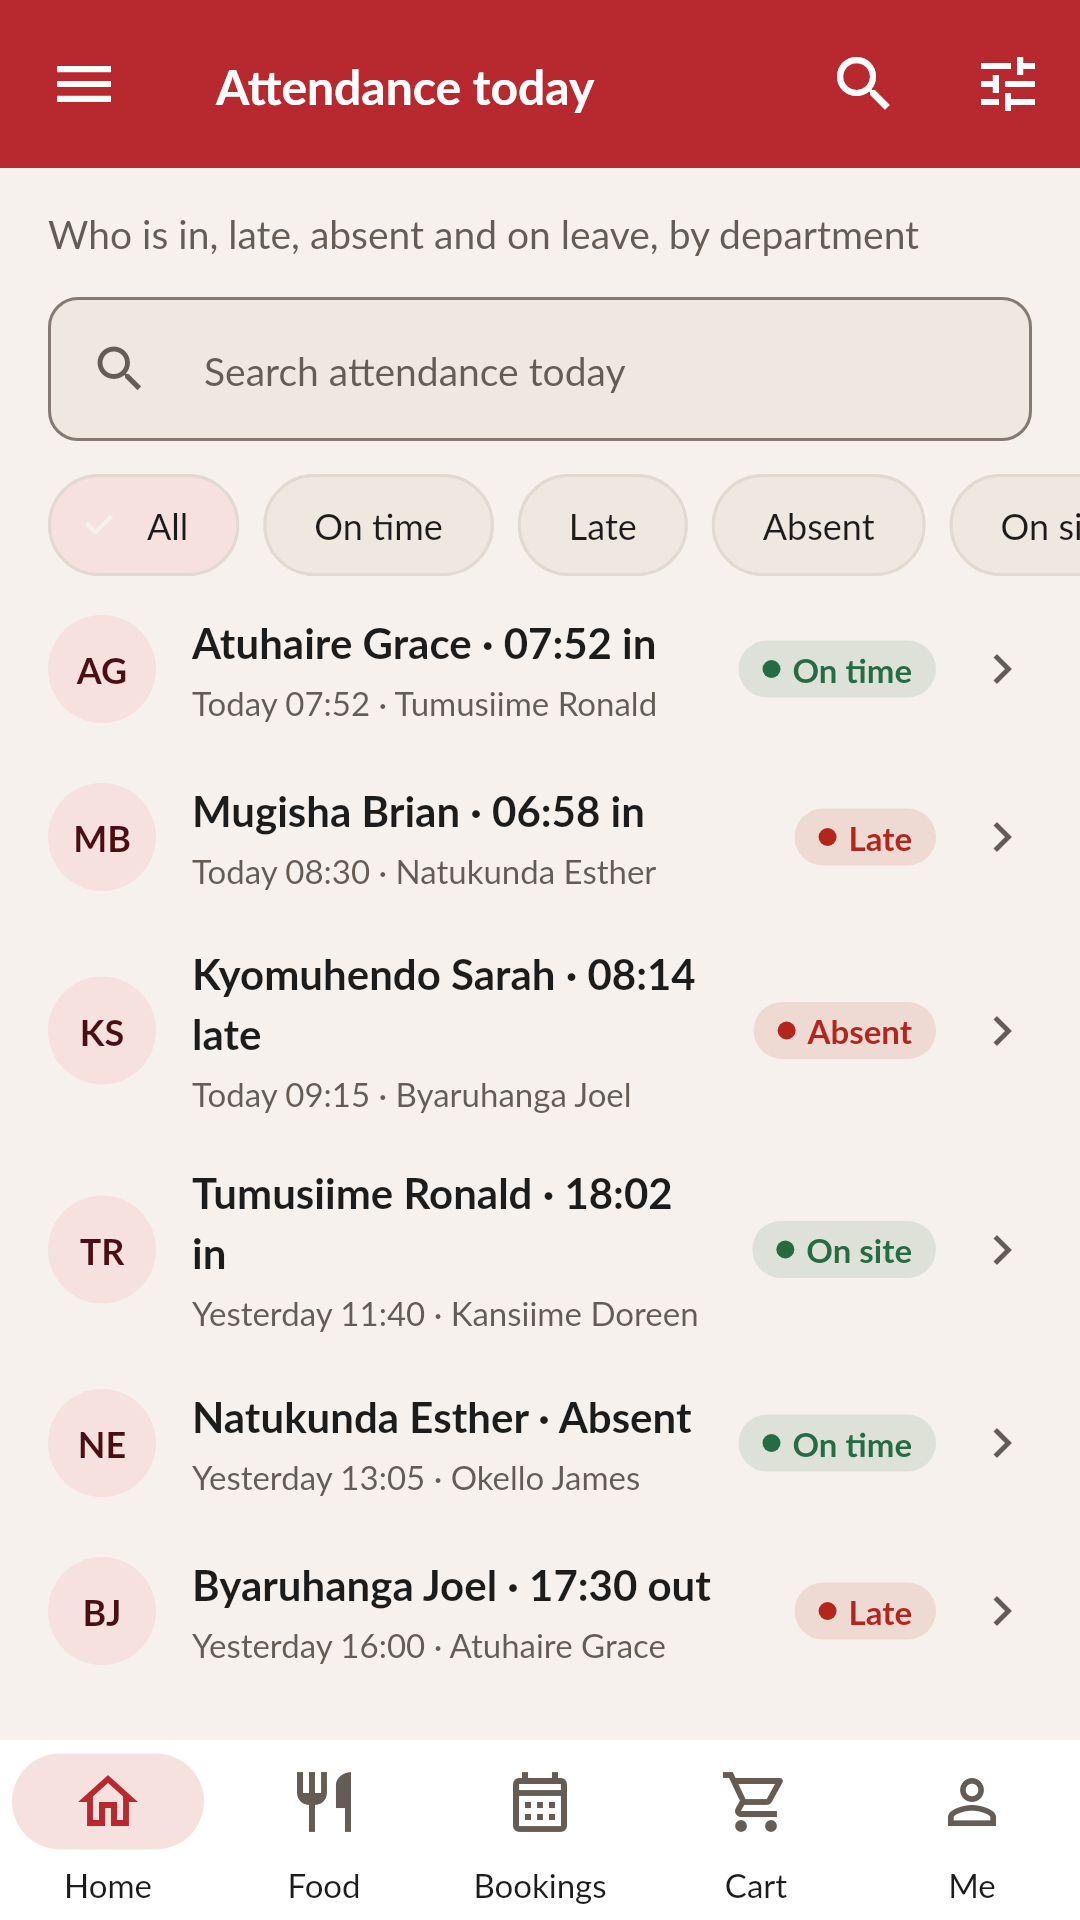 Attendance today
Who is in, late, absent and on leave, by department
Search attendance today
All
On time
Late
Absent
On si
AG
Atuhaire Grace · 07:52 in
Today 07:52 · Tumusiime Ronald
On time
MB
Mugisha Brian · 06:58 in
Today 08:30 · Natukunda Esther
Late
KS
Kyomuhendo Sarah · 08:14
late
Today 09:15 · Byaruhanga Joel
Absent
TR
Tumusiime Ronald · 18:02
in
Yesterday 11:40 · Kansiime Doreen
On site
NE
Natukunda Esther · Absent
Yesterday 13:05 · Okello James
On time
BJ
Byaruhanga Joel · 17:30 out
Yesterday 16:00 · Atuhaire Grace
Late
Home
Food
Bookings
Cart
Me